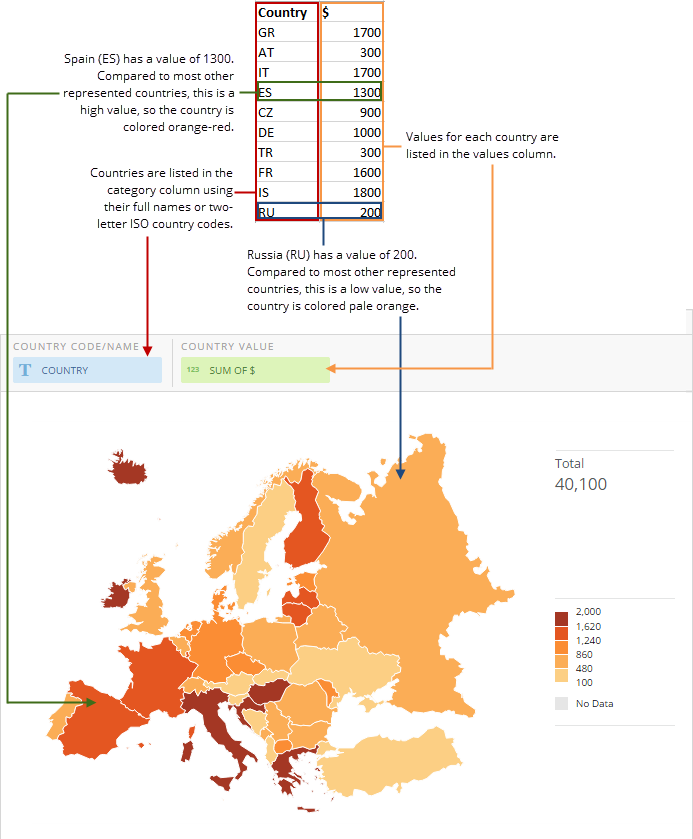 Country $
GR 1700
AT 300
IT 1700
ES 1300
CZ 900
DE 1000
TR 300
FR 1600
IS 1800
RU 200
Spain (ES) has a value of 1300.
Compared to most other
represented countries, this is a
high value, so the country is
colored orange-red.
Values for each country are
listed in the values column.
Countries are listed in the
category column using
their full names or two-
letter ISO country codes.
Russia (RU) has a value of 200.
Compared to most other represented
countries, this is a low value, so the
country is colored pale orange.
COUNTRY CODE/NAME
T COUNTRY
COUNTRY VALUE
123 SUM OF $
Total
40,100
2,000
1,620
1,240
860
480
100
No Data